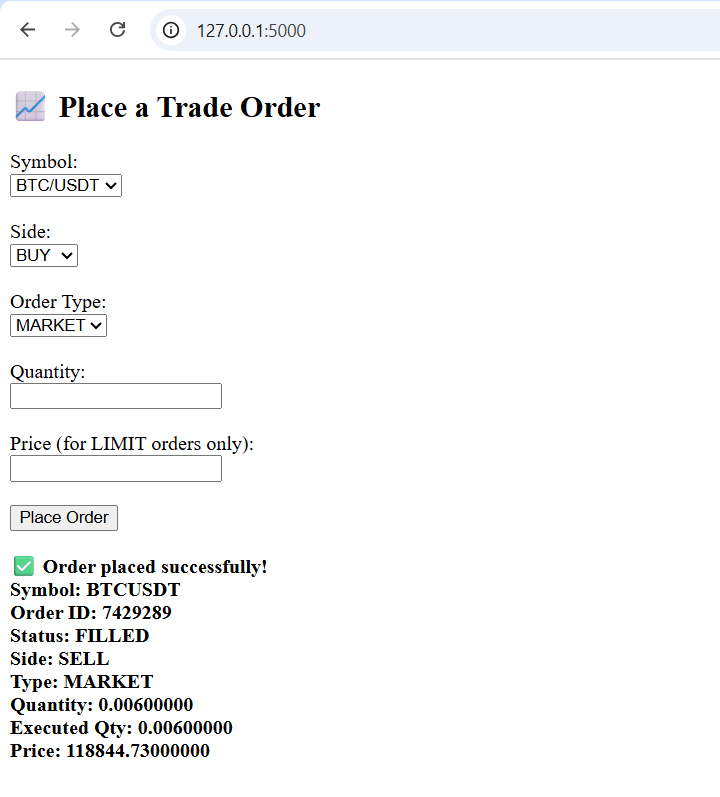 127.0.0.1:5000
Place a Trade Order
Symbol:
BTC/USDT
Side:
BUY
Order Type:
MARKET
Quantity:
Price (for LIMIT orders only):
Place Order
Order placed successfully!
Symbol: BTCUSDT
Order ID: 7429289
Status: FILLED
Side: SELL
Type: MARKET
Quantity: 0.00600000
Executed Qty: 0.00600000
Price: 118844.73000000